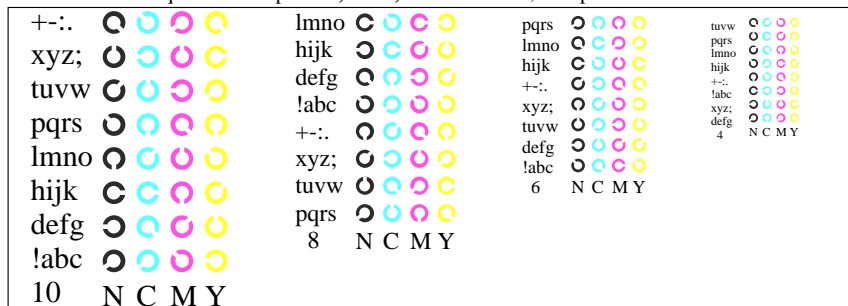 +-:.
xyz;
tuvw
pqrs
lmno
hijk
defg
!abc
10 N C M Y
lmno
hijk
defg
!abc
+-:.
xyz;
tuvw
pqrs
8 N C M Y
pqrs
lmno
hijk
+-:.
xyz;
tuvw
defg
!abc
6 N C M Y
tuvw
pqrs
lmno
hijk
+-:.
!abc
xyz;
defg
4 N C M Y